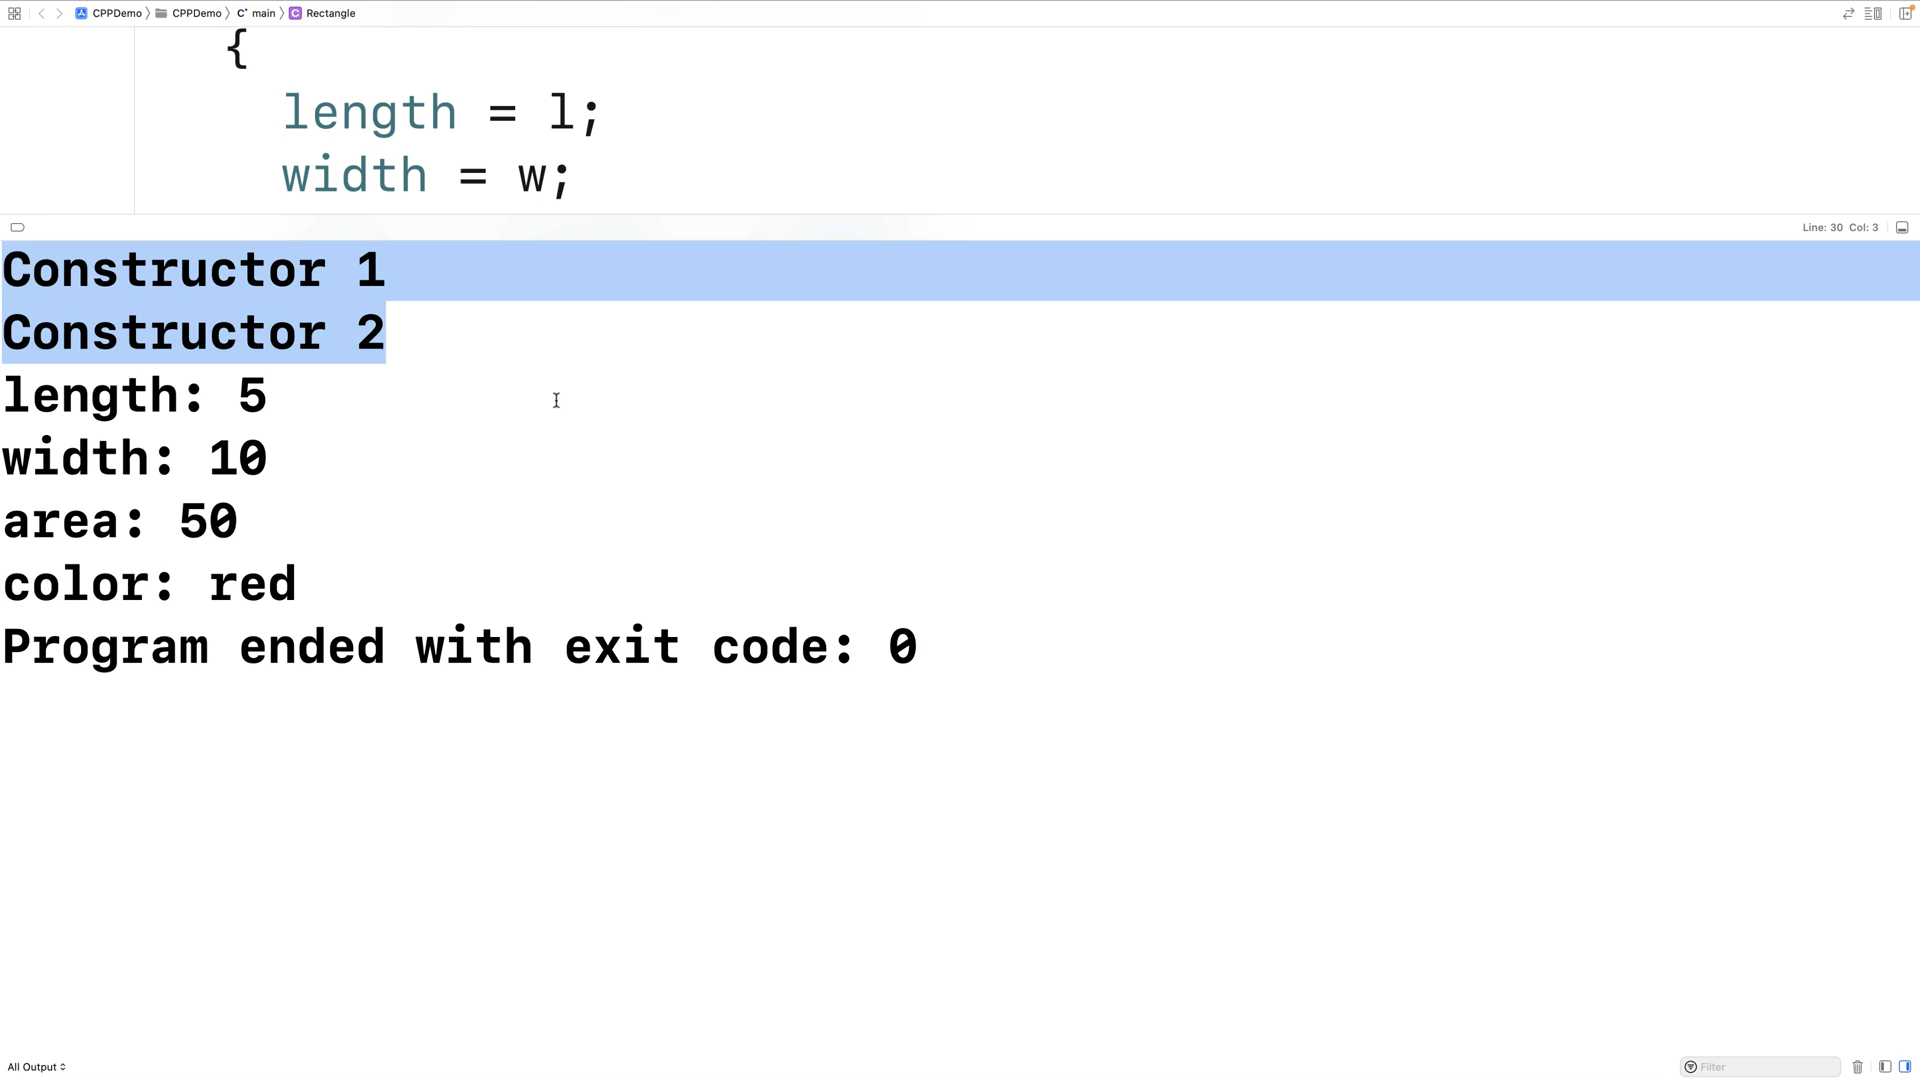 CPPDemo CPPDemo C+ main C Rectangle
{
length = l;
width = w;
Line: 30 Col: 3
Constructor 1
Constructor 2
length: 5
width: 10
area: 50
color: red
Program ended with exit code: 0
All Output
Filter